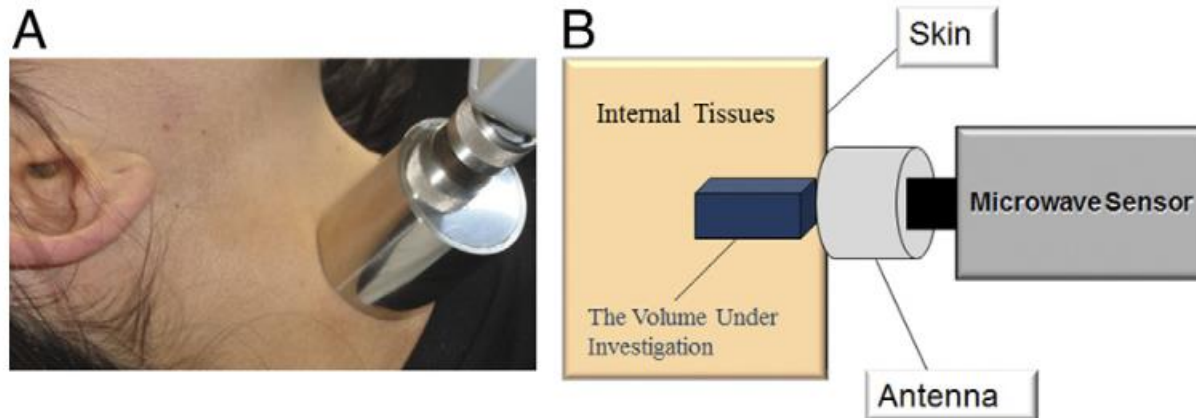 A
B
Skin
Internal Tissues
Microwave Sensor
The Volume Under
Investigation
Antenna